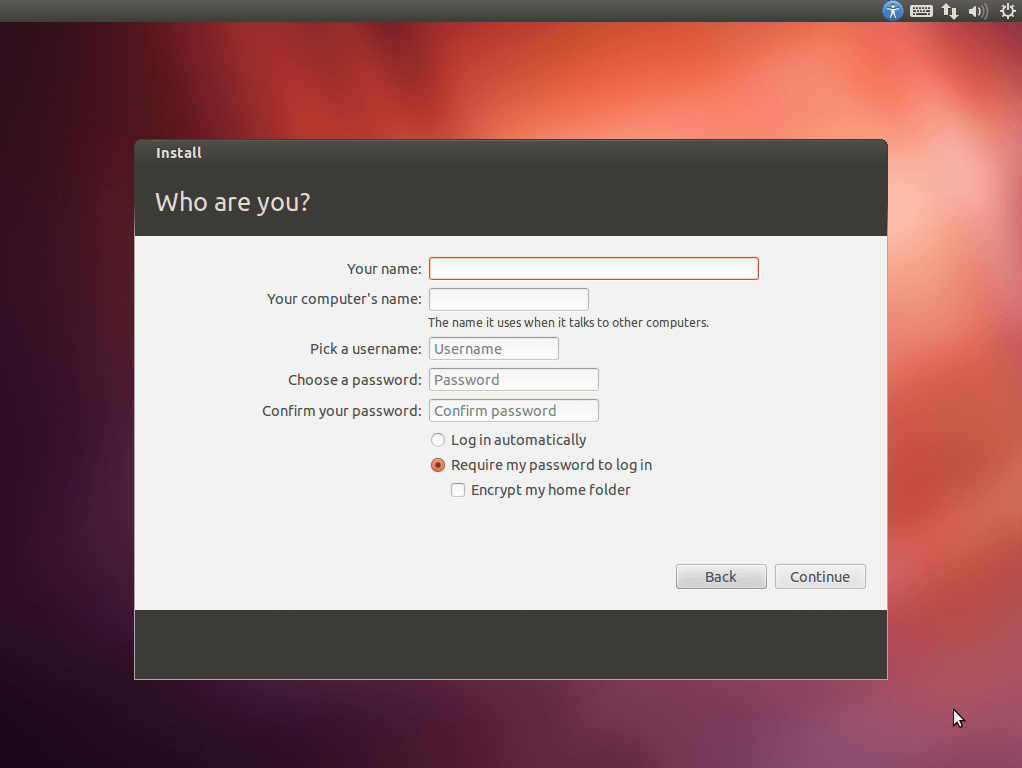 Install
Who are you?
Your name:
Your computer's name:
The name it uses when it talks to other computers.
Pick a username: Username
Choose a password: Password
Confirm your password: Confirm password
Log in automatically
Require my password to log in
Encrypt my home folder
Back Continue